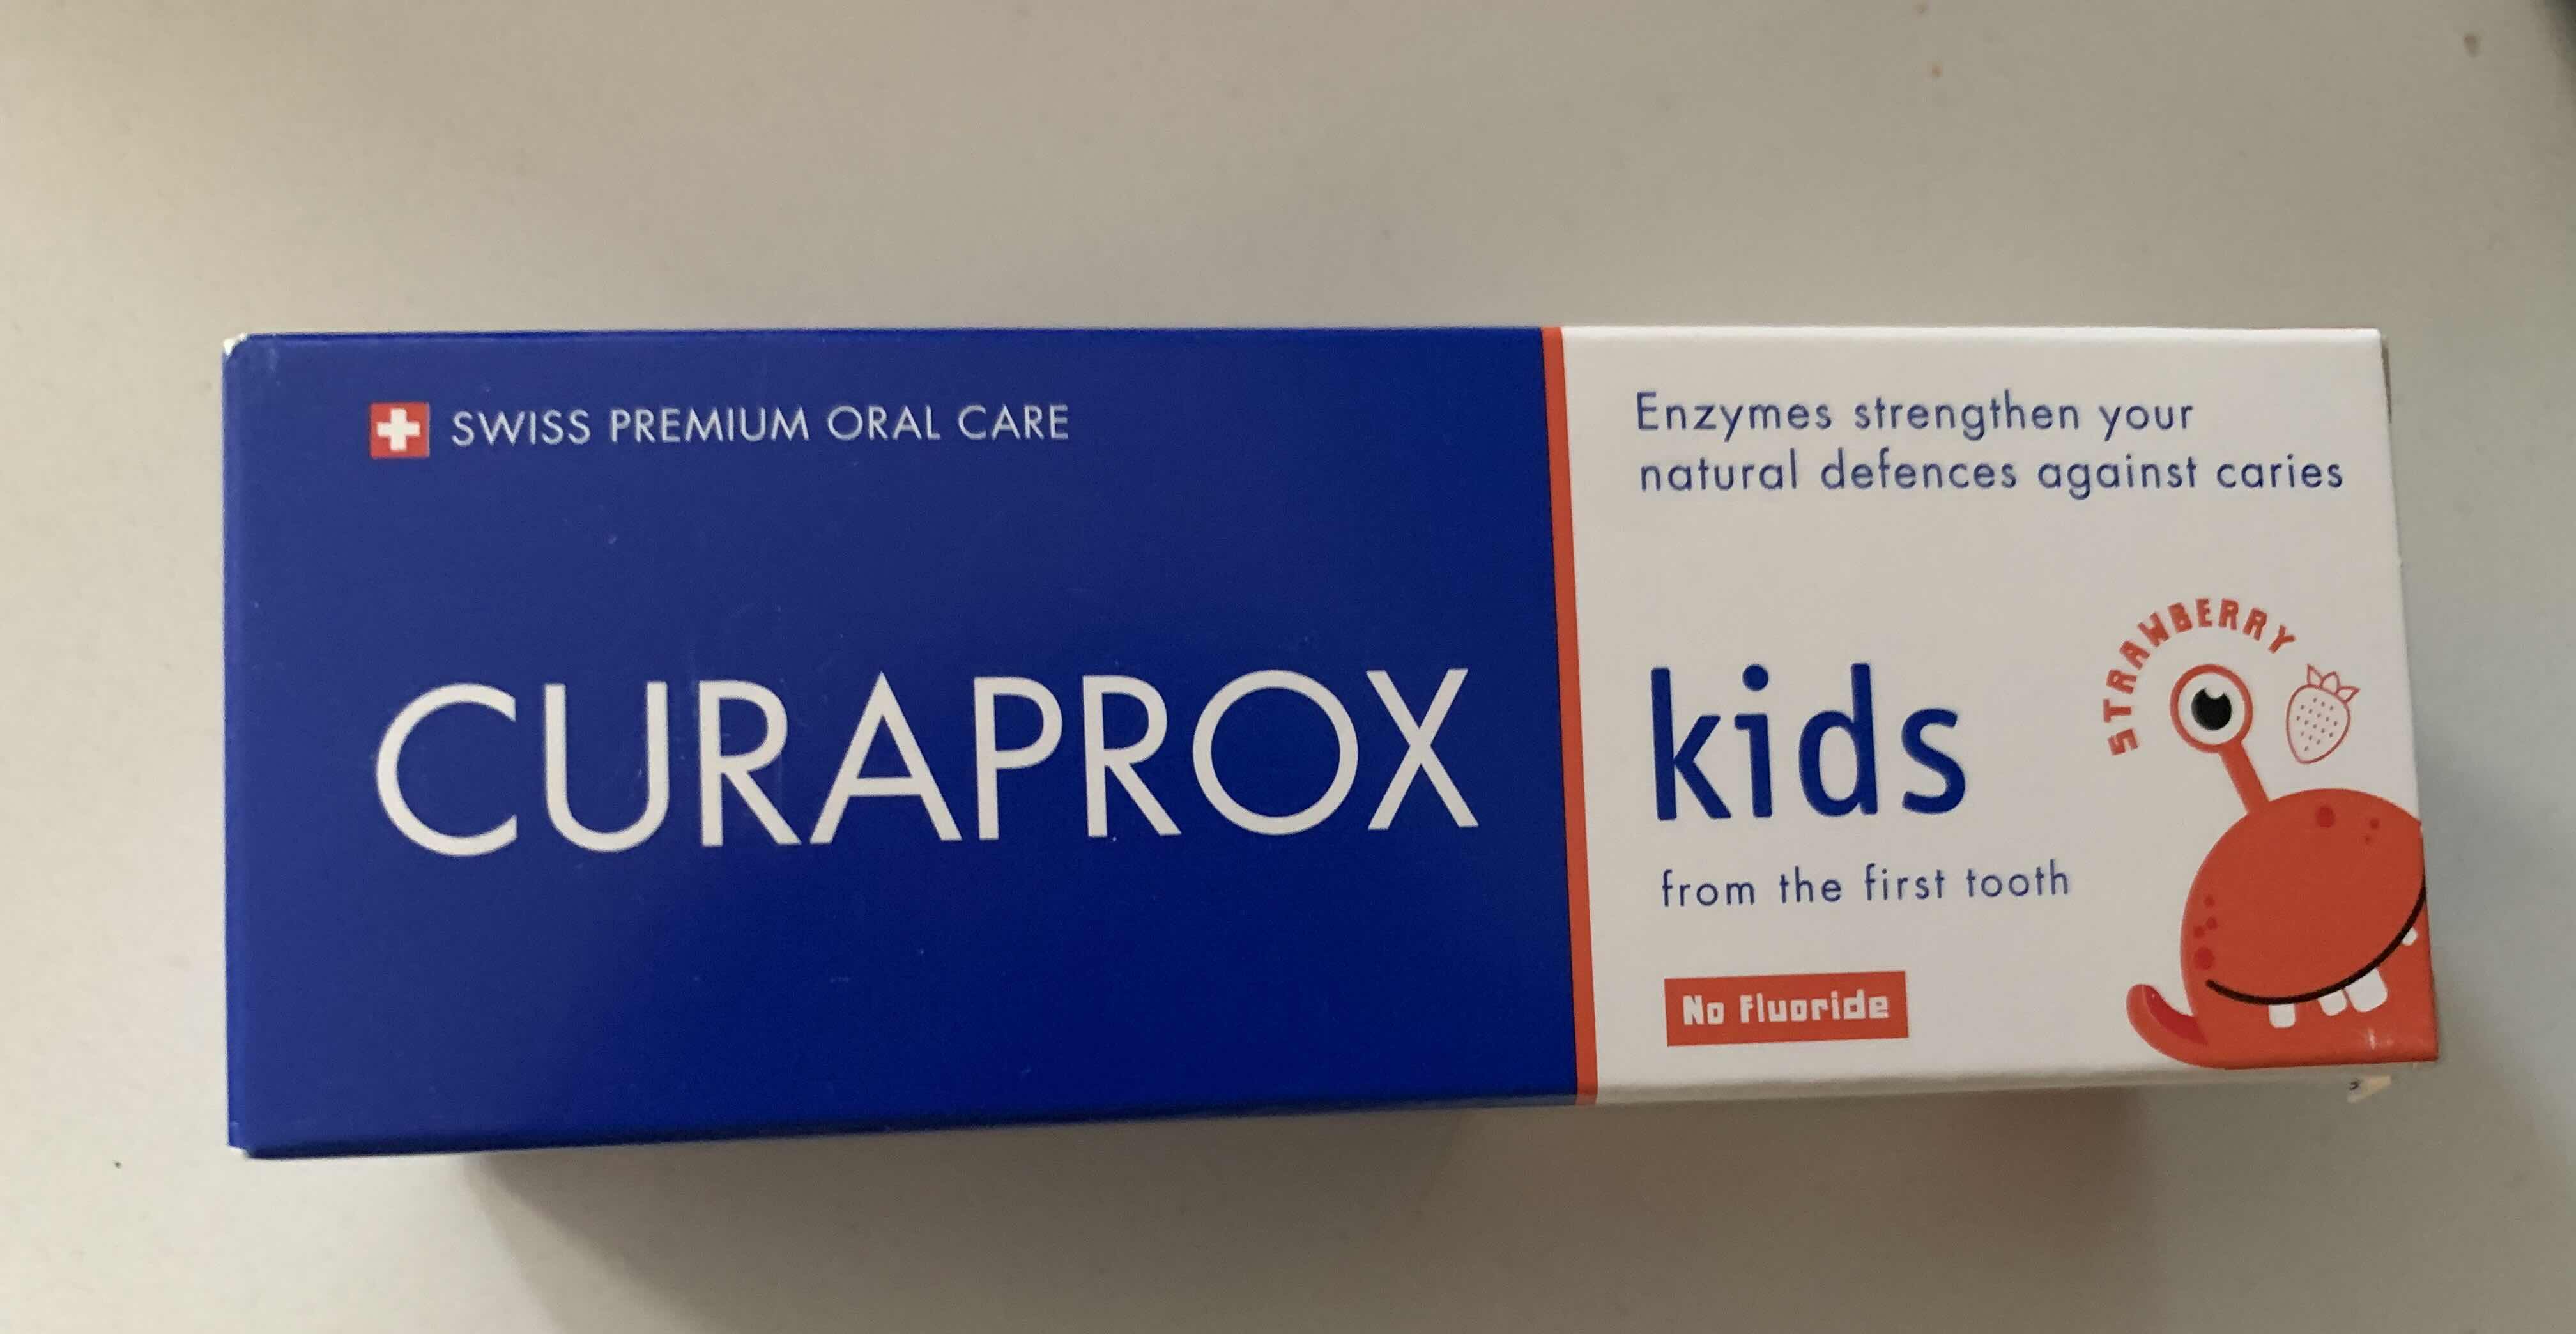 SWISS PREMIUM ORAL CARE
CURAPROX
Enzymes strengthen your
natural defences against caries
STRAWBERRY
kids
from the first tooth
No Fluoride